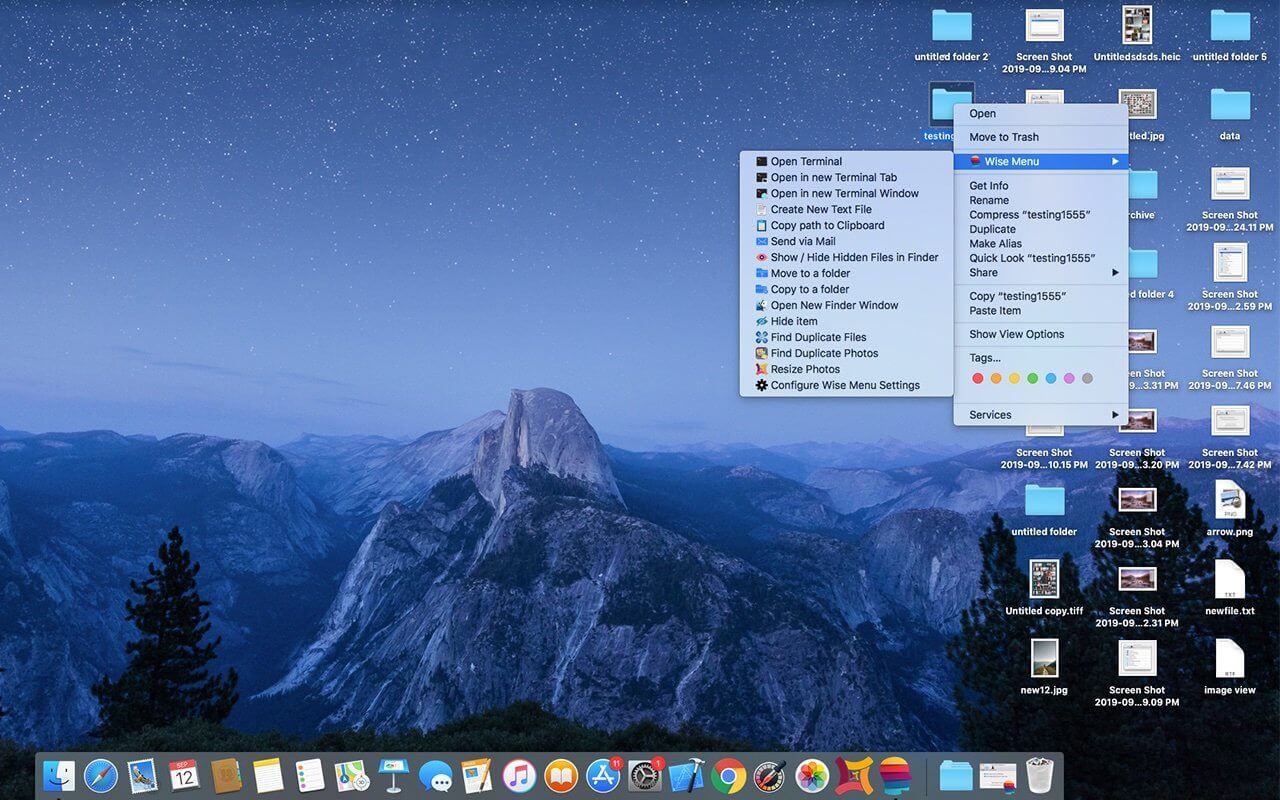 untitled folder 2
Screen Shot
2019-09...9.04 PM
Untitledsdsds.heic
untitled folder 5
testing
tled.jpg
data
Open
Move to Trash
Wise Menu
Get Info
Rename
Compress “testing1555”
Duplicate
Make Alias
Quick Look “testing1555”
Share
Copy “testing1555”
Paste Item
Show View Options
Tags...
Services
Open Terminal
Open in new Terminal Tab
Open in new Terminal Window
Create New Text File
Copy path to Clipboard
Send via Mail
Show / Hide Hidden Files in Finder
Move to a folder
Copy to a folder
Open New Finder Window
Hide item
Find Duplicate Files
Find Duplicate Photos
Resize Photos
Configure Wise Menu Settings
rchive
Screen Shot
2019-09...24.11 PM
d folder 4
Screen Shot
2019-09...2.59 PM
een Shot
9...3.31 PM
Screen Shot
2019-09...7.46 PM
Screen Shot
2019-09...10.15 PM
Screen Shot
2019-09...3.20 PM
Screen Shot
2019-09...7.42 PM
untitled folder
Screen Shot
2019-09...3.04 PM
PNG
arrow.png
Untitled copy.tiff
Screen Shot
2019-09...2.31 PM
TXT
newfile.txt
new12.jpg
Screen Shot
2019-09...9.09 PM
RTF
image view
SEP
12
11
1